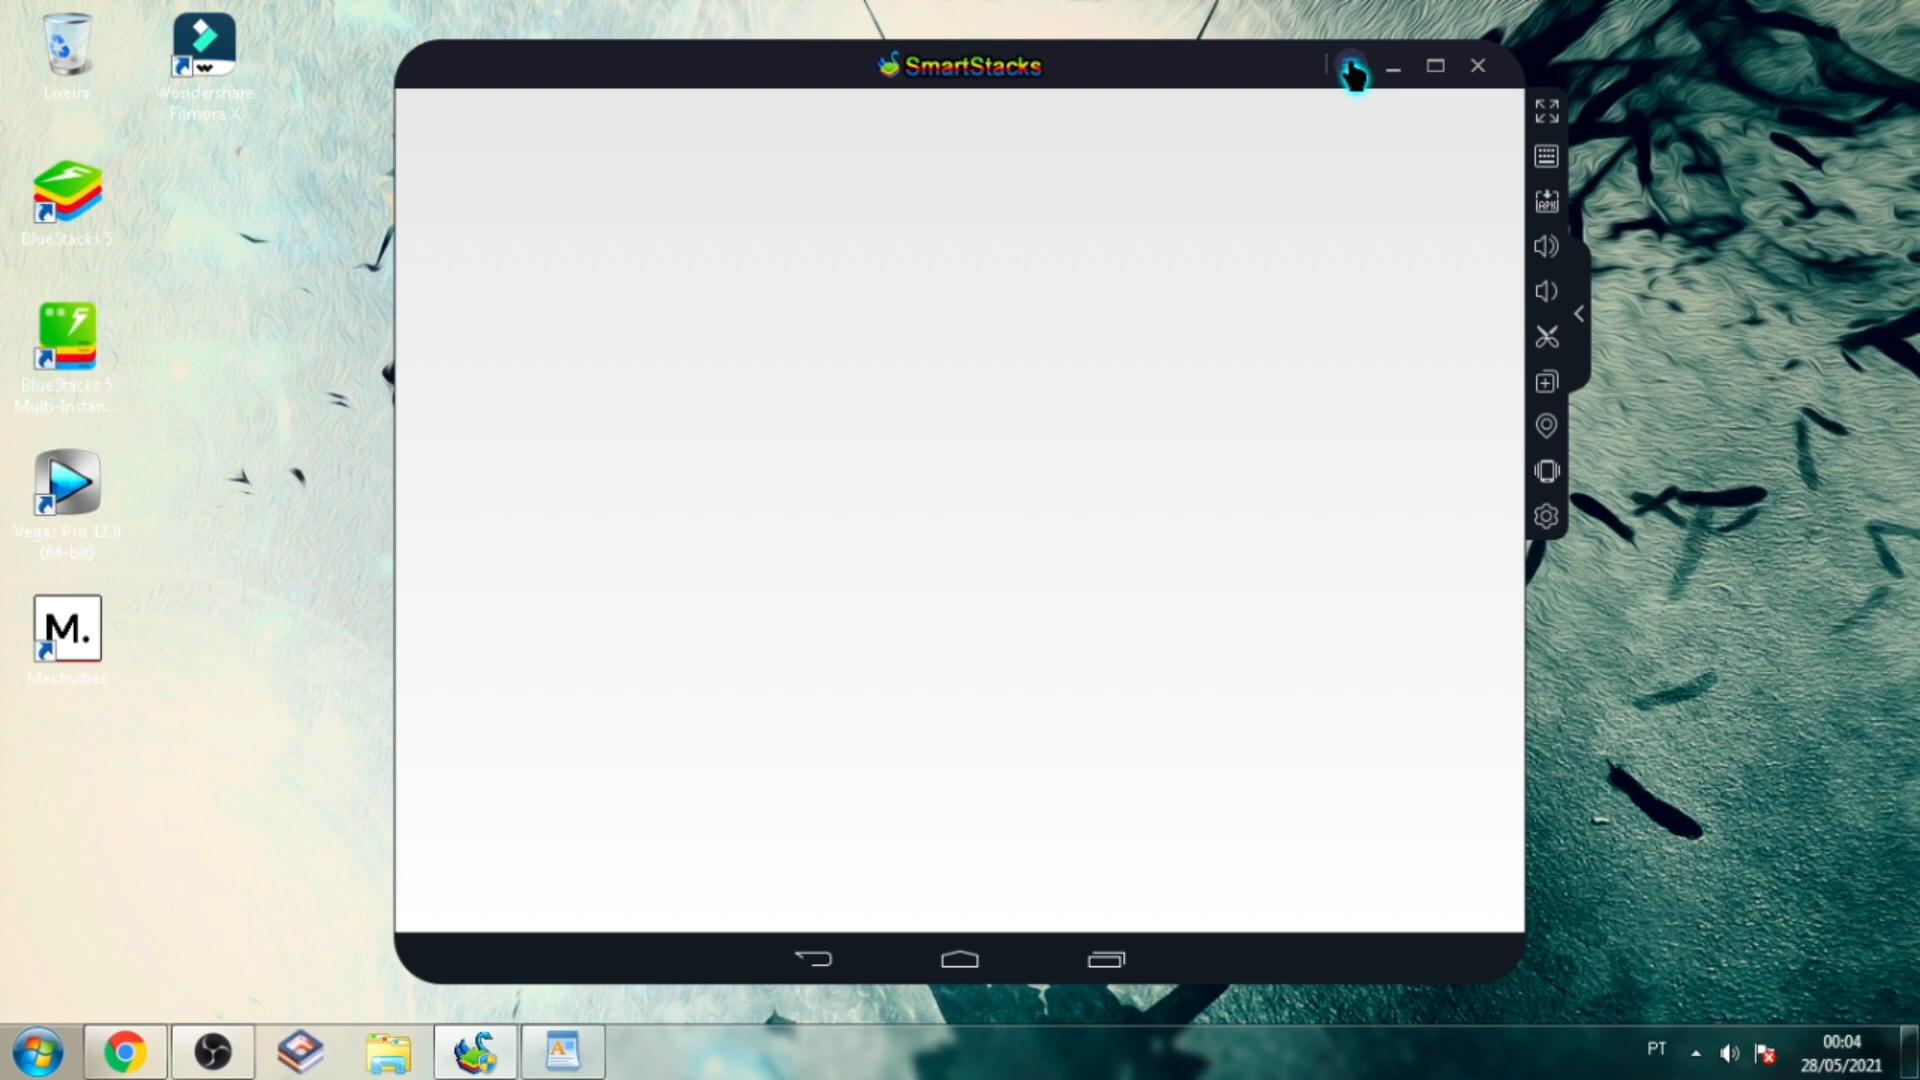 SmartStacks
Lixeira
Wondershare
Filmora X
BlueStacks 5
BlueStacks 5
Multi-Instan...
Vegas Pro 12.0
(64-bit)
M.
Mechvibes
APK
A
PT
00:04
28/05/2021